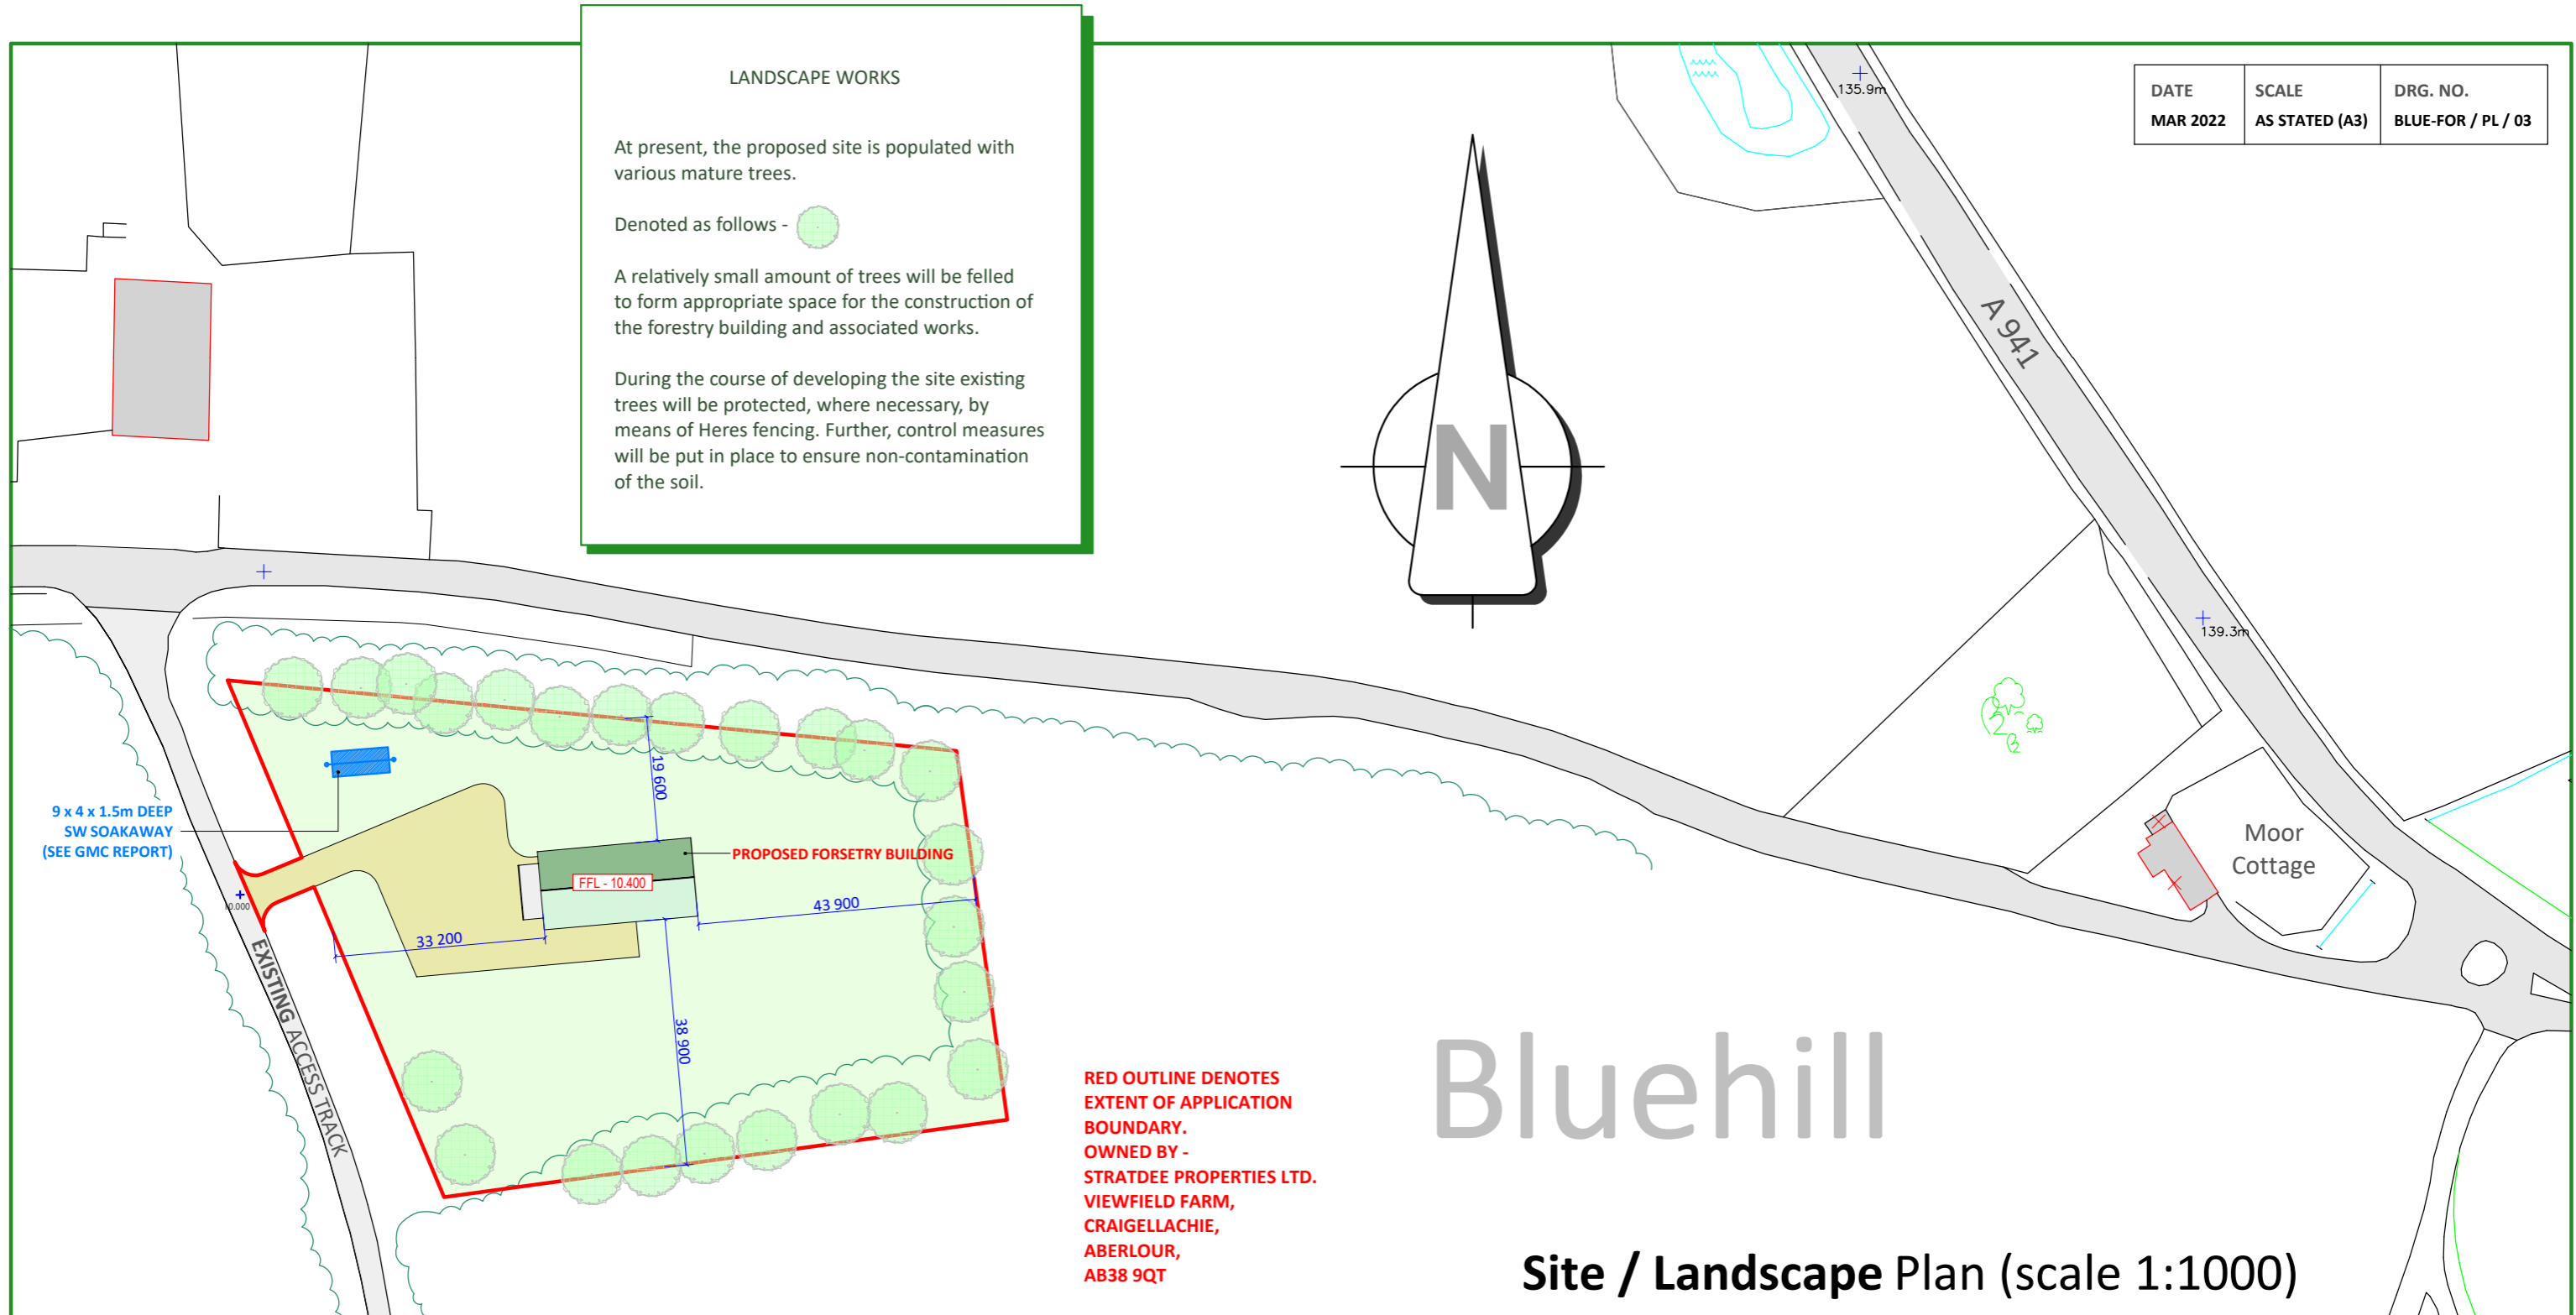 LANDSCAPE WORKS
At present, the proposed site is populated with
various mature trees.
Denoted as follows -
A relatively small amount of trees will be felled
to form appropriate space for the construction of
the forestry building and associated works.
During the course of developing the site existing
trees will be protected, where necessary, by
means of Heres fencing. Further, control measures
will be put in place to ensure non-contamination
of the soil.
DATE
MAR 2022
SCALE
AS STATED (A3)
DRG. NO.
BLUE-FOR / PL / 03
135.9m
A 941
N
139.3m
Moor
Cottage
9 x 4 x 1.5m DEEP
SW SOAKAWAY
(SEE GMC REPORT)
19 600
PROPOSED FORSETRY BUILDING
FFL - 10.400
43 900
33 200
38 900
EXISTING ACCESS TRACK
RED OUTLINE DENOTES
EXTENT OF APPLICATION
BOUNDARY.
OWNED BY -
STRATDEE PROPERTIES LTD.
VIEWFIELD FARM,
CRAIGELLACHIE,
ABERLOUR,
AB38 9QT
Bluehill
Site / Landscape Plan (scale 1:1000)